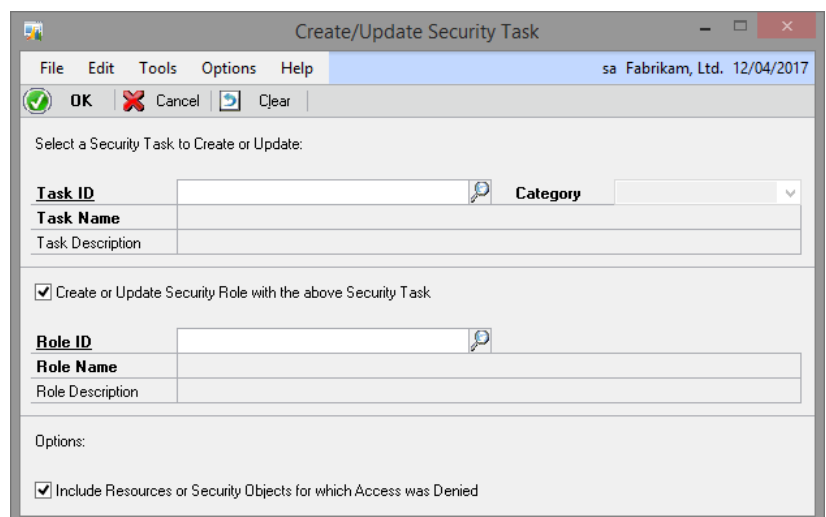 Create/Update Security Task
File Edit Tools Options Help sa Fabrikam, Ltd. 12/04/2017
OK Cancel Clear
Select a Security Task to Create or Update:
Task ID Category
Task Name
Task Description
Create or Update Security Role with the above Security Task
Role ID
Role Name
Role Description
Options:
Include Resources or Security Objects for which Access was Denied